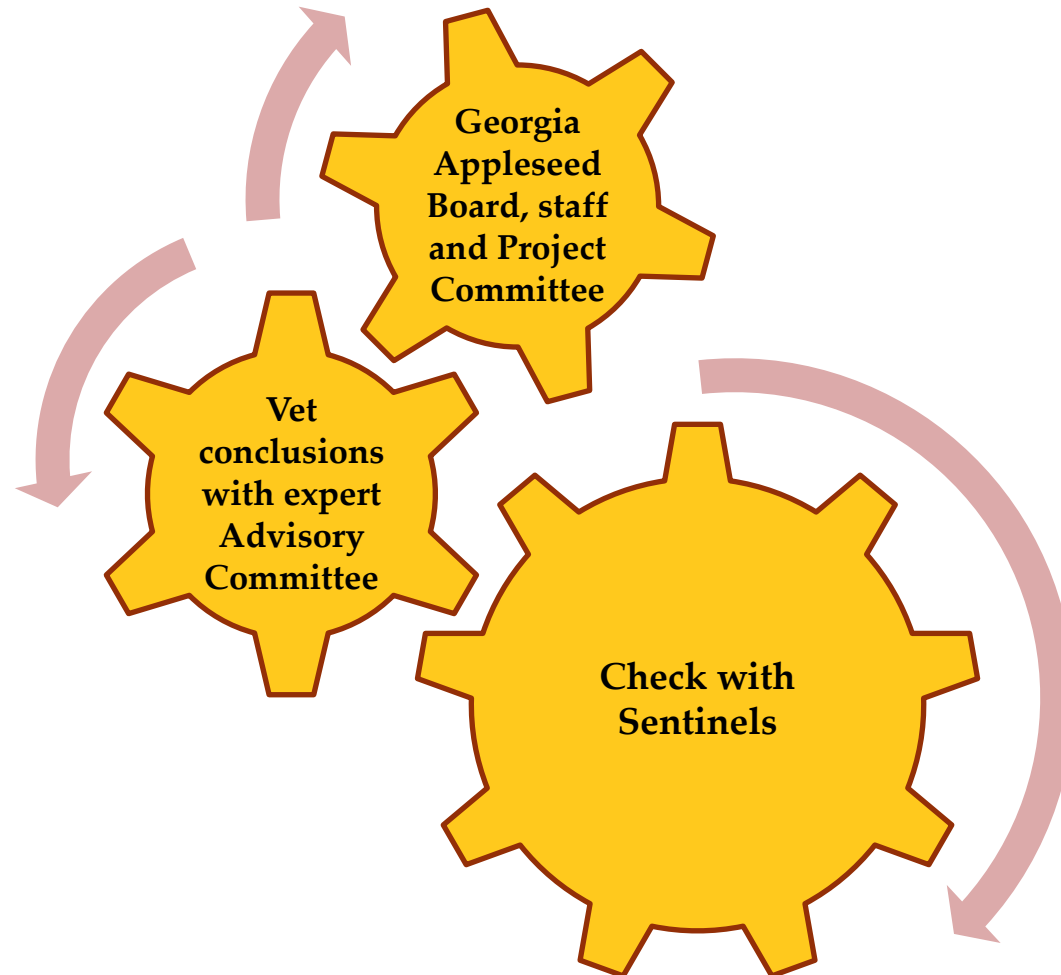 Georgia
Appleseed
Board, staff
and Project
Committee
Vet
conclusions
with expert
Advisory
Committee
Check with
Sentinels